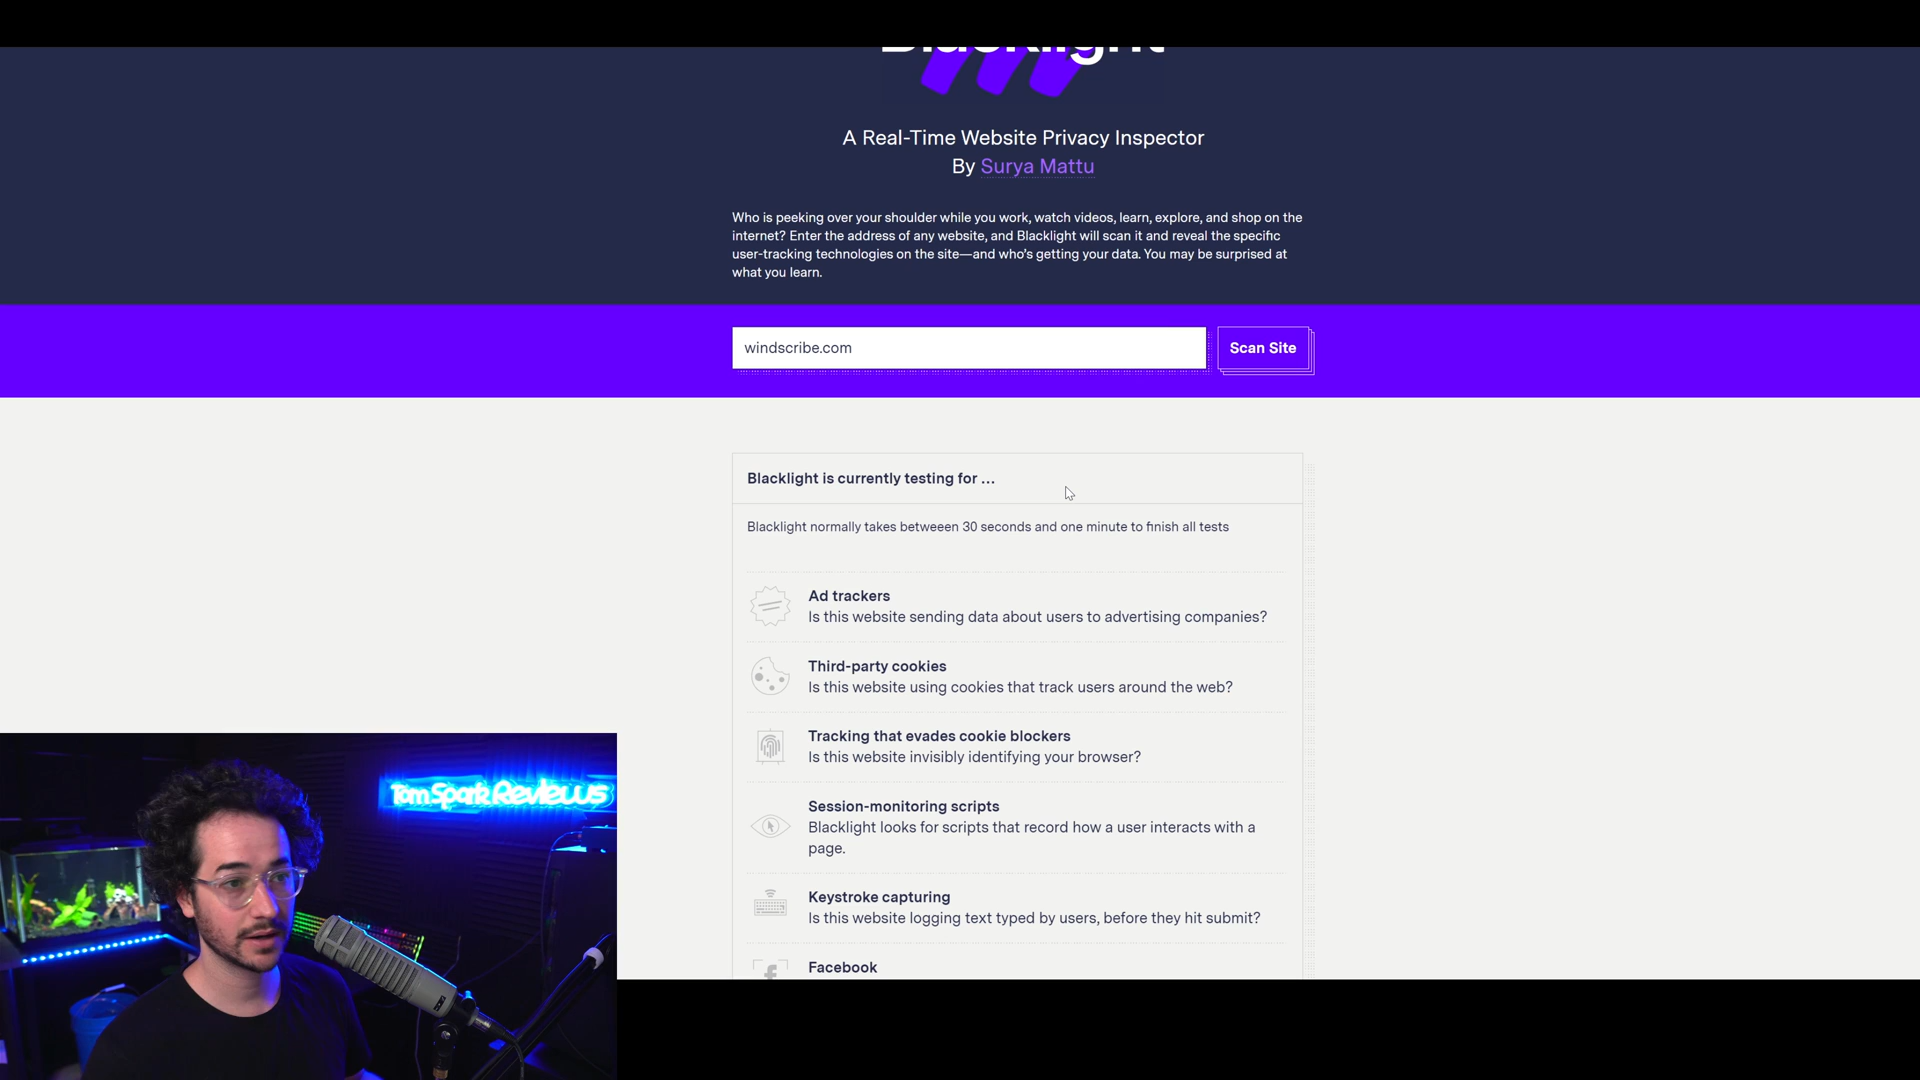 Blacklight
A Real-Time Website Privacy Inspector
By Surya Mattu
Who is peeking over your shoulder while you work, watch videos, learn, explore, and shop on the
internet? Enter the address of any website, and Blacklight will scan it and reveal the specific
user-tracking technologies on the site—and who's getting your data. You may be surprised at
what you learn.
windscribe.com
Scan Site
Blacklight is currently testing for ...
Blacklight normally takes betweeen 30 seconds and one minute to finish all tests
Ad trackers
Is this website sending data about users to advertising companies?
Third-party cookies
Is this website using cookies that track users around the web?
Tracking that evades cookie blockers
Is this website invisibly identifying your browser?
Session-monitoring scripts
Blacklight looks for scripts that record how a user interacts with a
page.
Keystroke capturing
Is this website logging text typed by users, before they hit submit?
Facebook
Tom Spark Reviews